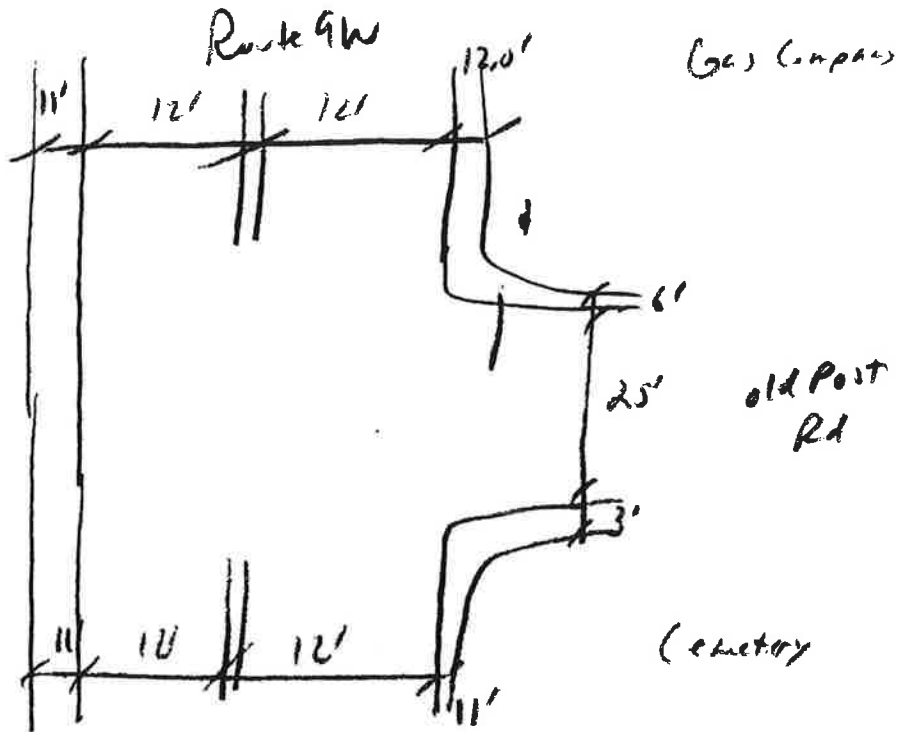 Route 9W
12.0'
Gas Company
11'
12'
12'
6'
25'
old Post
Rd
3'
11
12'
12'
11'
Cemetery